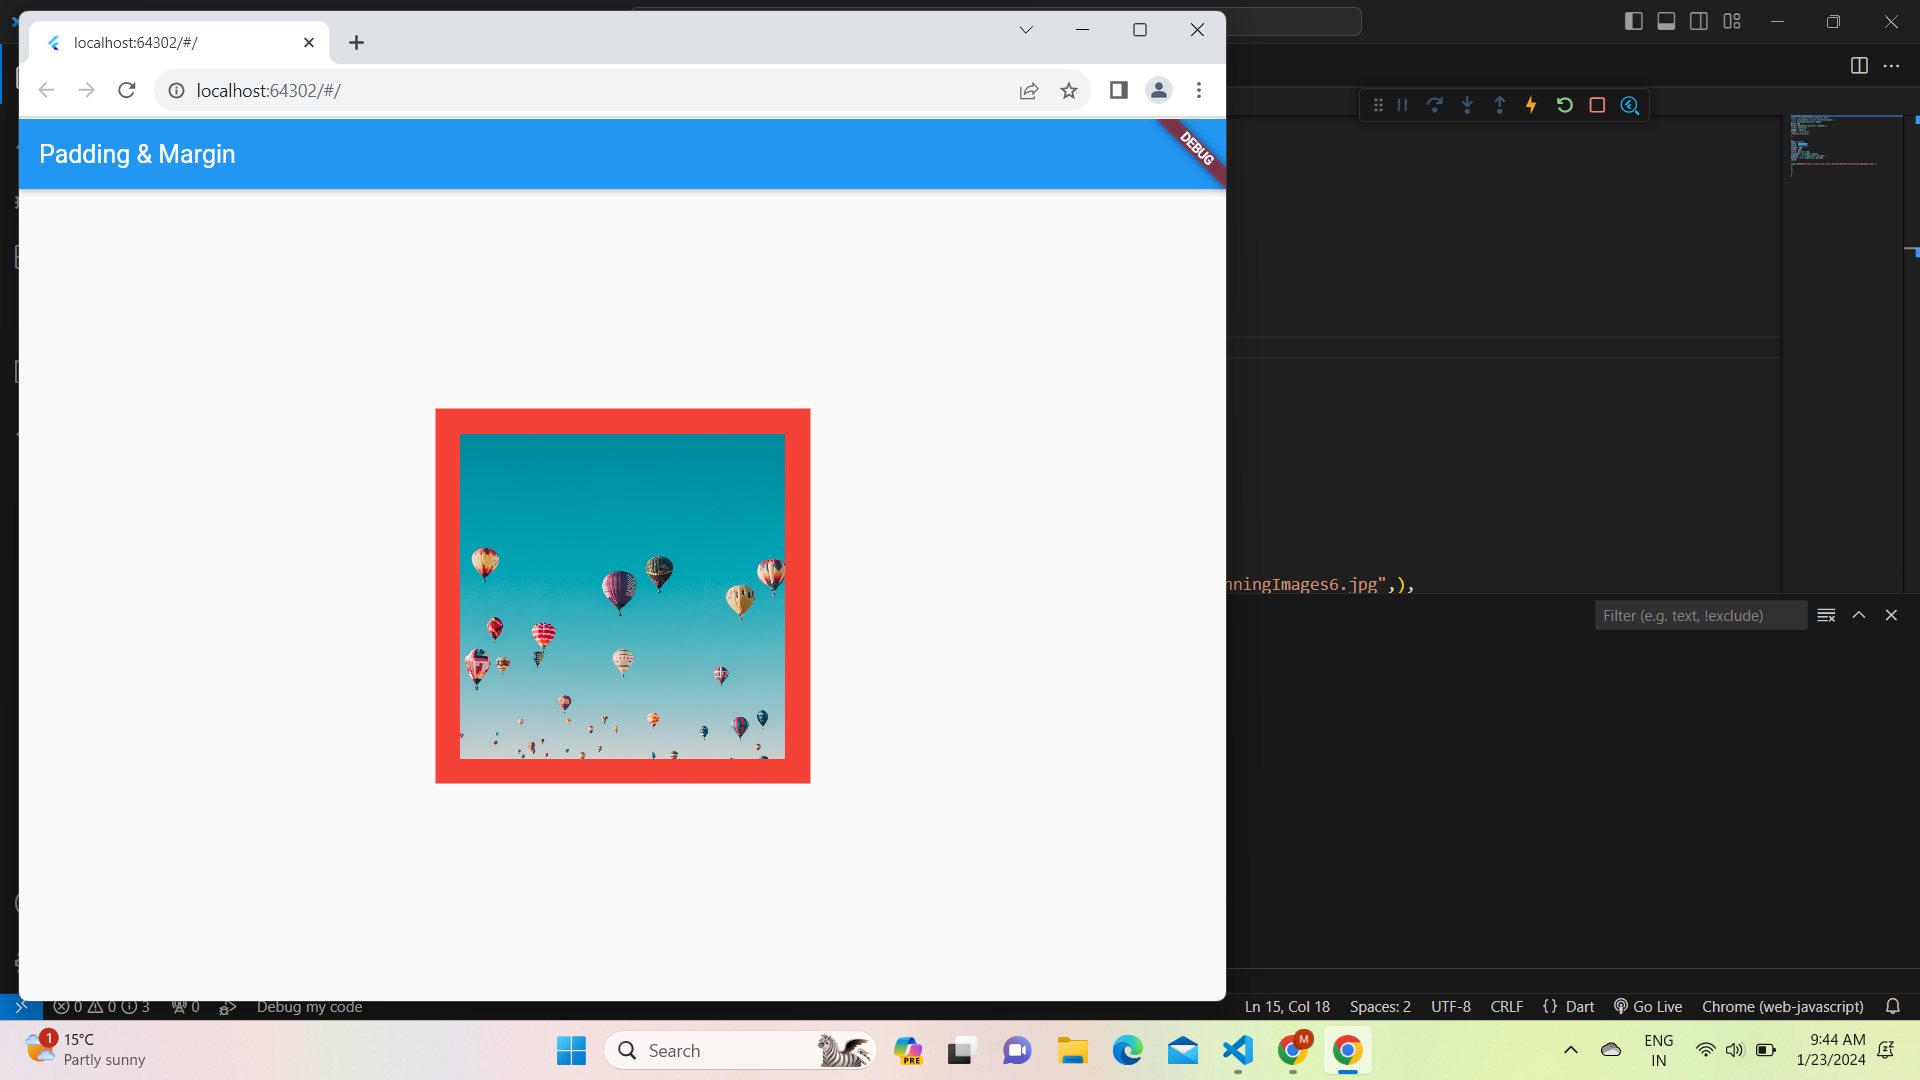 localhost:64302/#/
localhost:64302/#/
Padding & Margin
DEBUG
nningImages6.jpg",),
Filter (e.g. text, !exclude)
0 0 3 0 Debug my code
Ln 15, Col 18 Spaces: 2 UTF-8 CRLF {} Dart Go Live Chrome (web-javascript)
1 15°C
Partly sunny
Search
PRE
M
ENG
IN
9:44 AM
1/23/2024